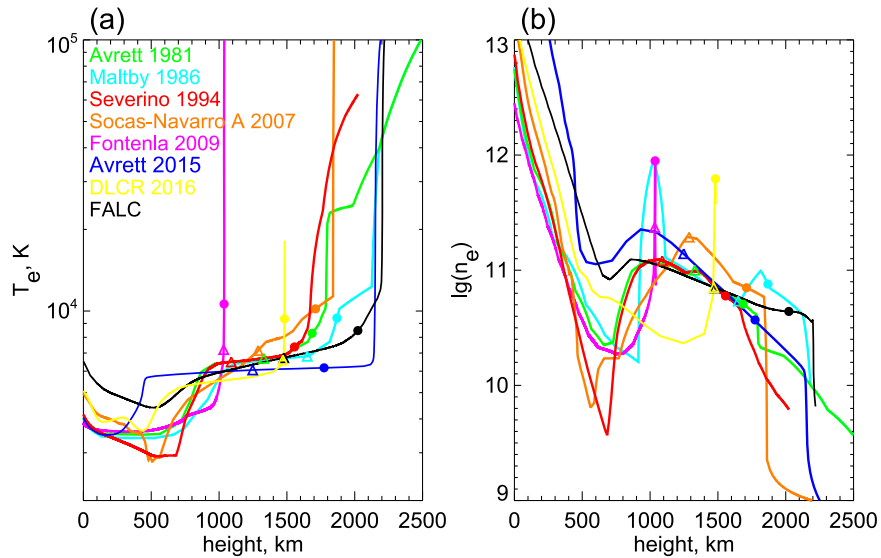 (a)
10^5
10^4
T_e, K
Avrett 1981
Maltby 1986
Severino 1994
Socas-Navarro A 2007
Fontenla 2009
Avrett 2015
DLCR 2016
FALC
0 500 1000 1500 2000 2500
height, km
(b)
13
12
11
10
9
lg(n_e)
0 500 1000 1500 2000 2500
height, km